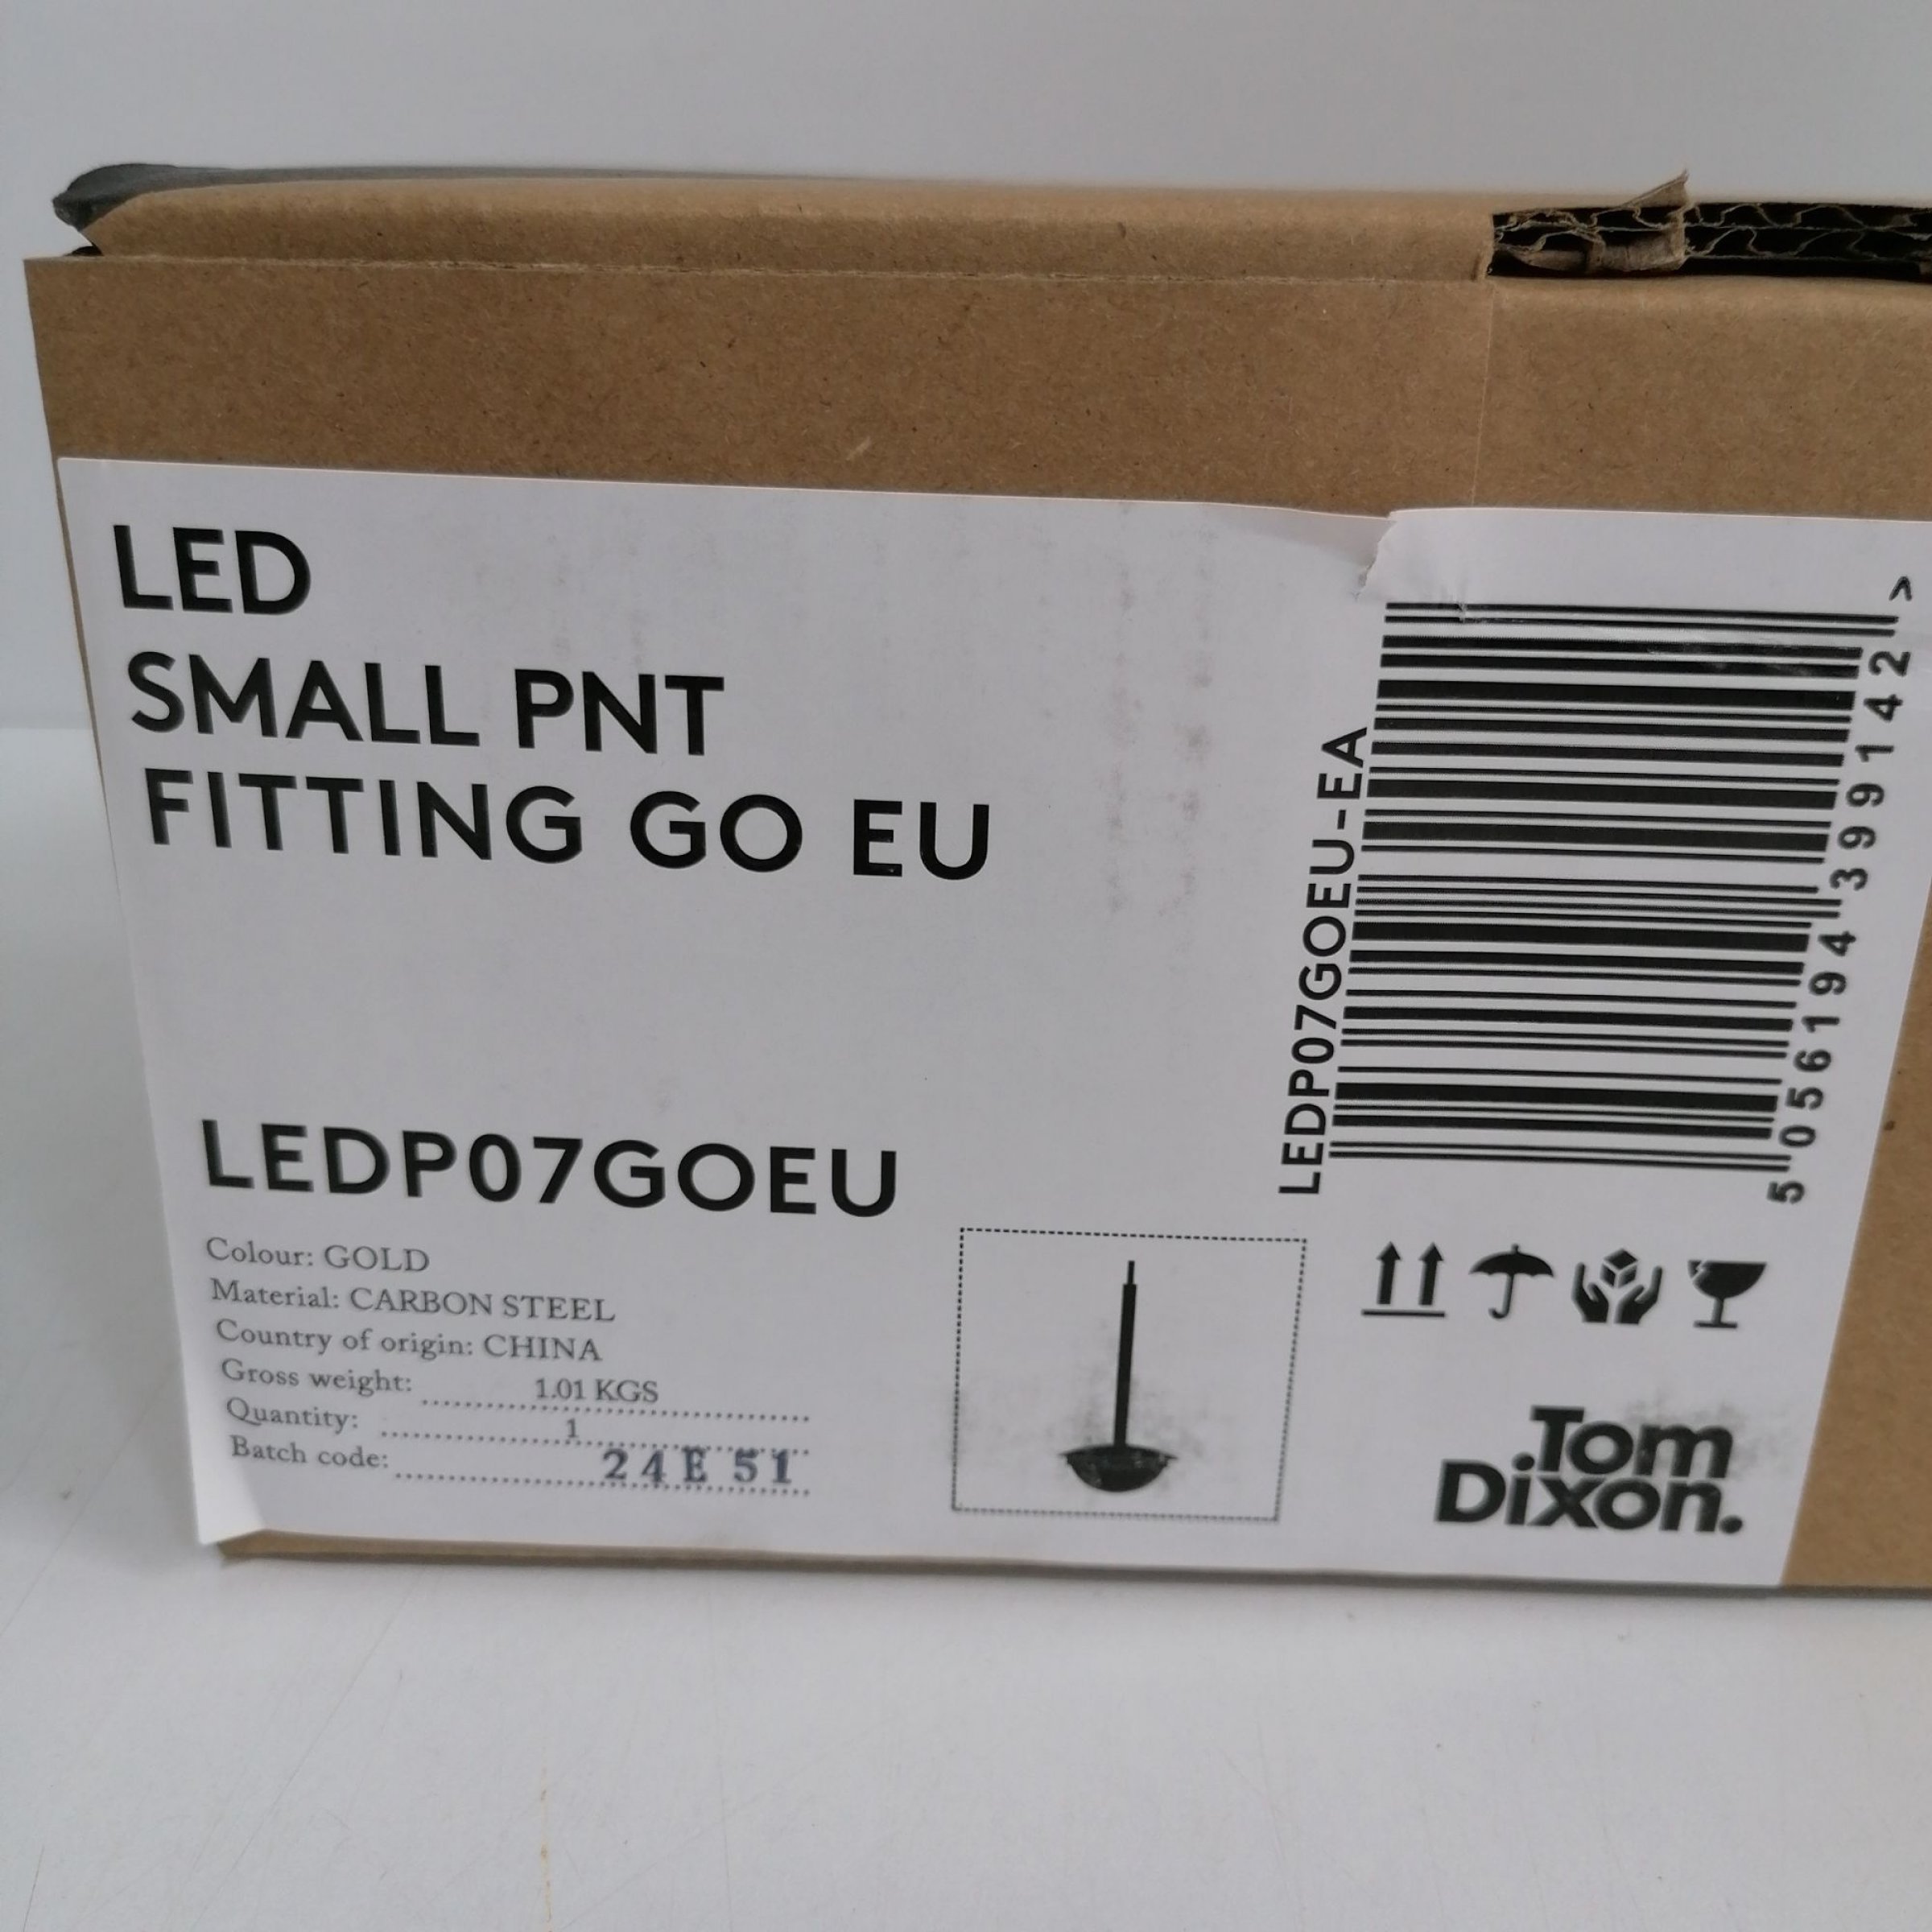 LED
SMALL PNT
FITTING GO EU
LEDP07GOEU
Colour: GOLD
Material: CARBON STEEL
Country of origin: CHINA
Gross weight: 1.01 KGS
Quantity: 1
Batch code: 24E 51
LEDP07GOEU-EA
5 056194 399142 >
Tom
Dixon.